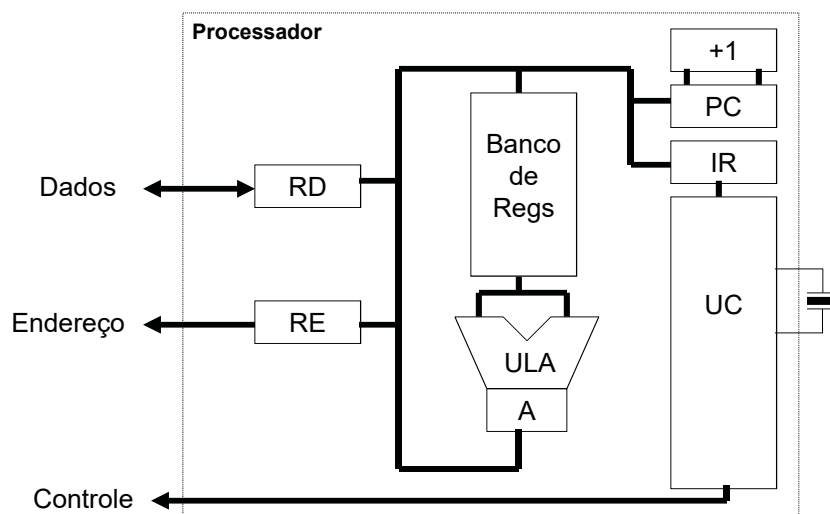 Processador
+1
PC
Banco
de
Regs
IR
Dados
RD
UC
Endereço
RE
ULA
A
Controle